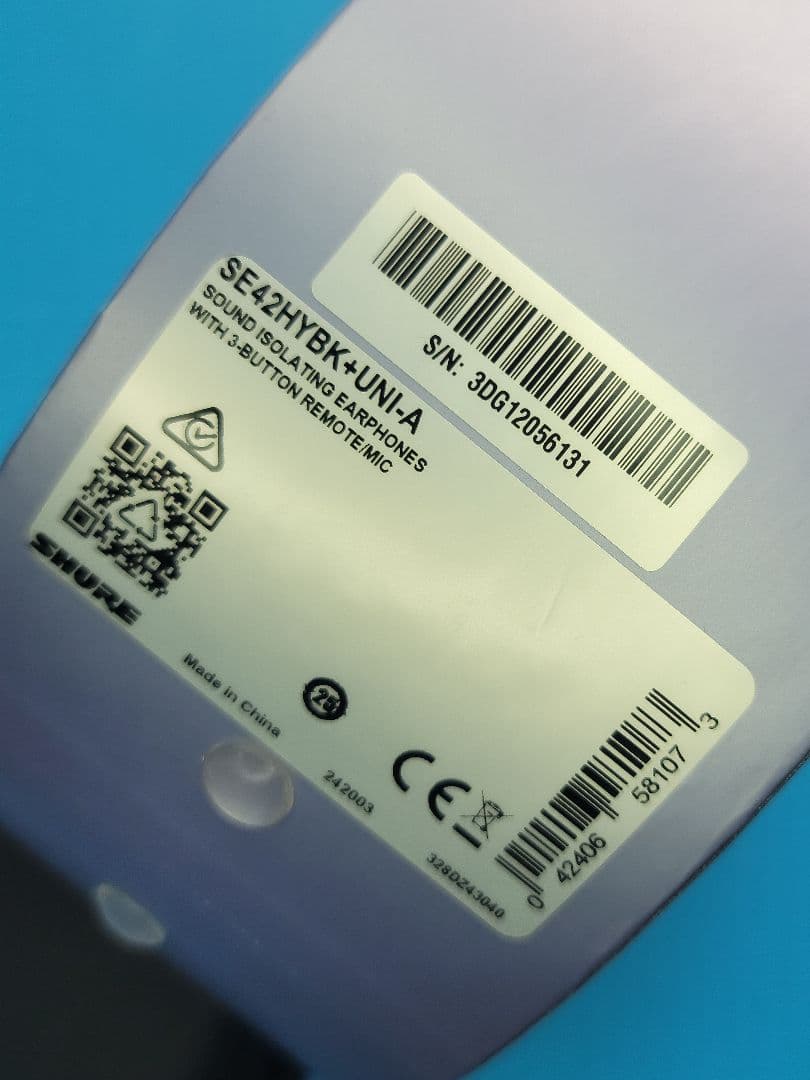 S/N: 3DG12056131
SE42HYBK+UNI-A
SOUND ISOLATING EARPHONES
WITH 3-BUTTON REMOTE/MIC
SHURE
Made in China
25
242003
CE
328DZ43040
0 42406 58107 3